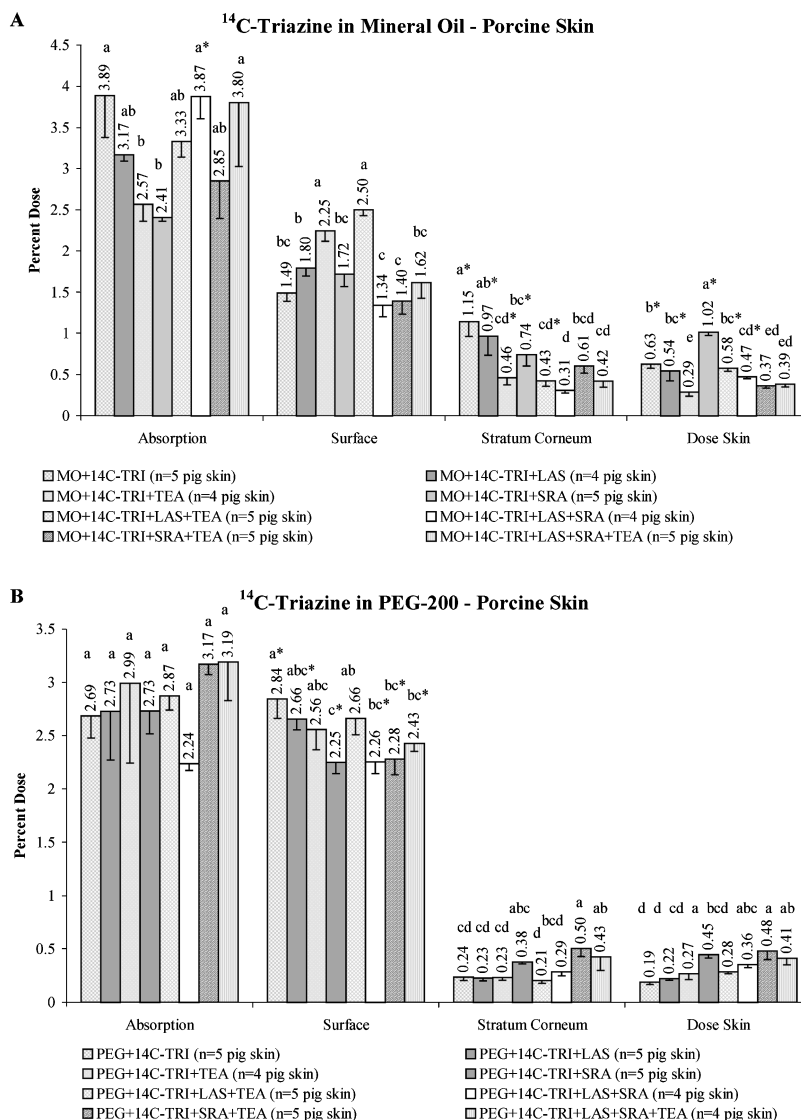 A
14C-Triazine in Mineral Oil - Porcine Skin
Percent Dose
4.5
4
3.5
3
2.5
2
1.5
1
0.5
0
a ab b b ab a* ab a
3.89 3.17 2.57 2.41 3.33 3.87 2.85 3.80
bc b a bc a c c bc
1.49 1.80 2.25 1.72 2.50 1.34 1.40 1.62
a* ab* cd* bc* cd* d bcd cd
1.15 0.97 0.46 0.74 0.43 0.31 0.61 0.42
b* bc* e a* bc* cd* ed ed
0.63 0.54 0.29 1.02 0.58 0.47 0.37 0.39
Absorption Surface Stratum Corneum Dose Skin
MO+14C-TRI (n=5 pig skin) MO+14C-TRI+LAS (n=4 pig skin)
MO+14C-TRI+TEA (n=4 pig skin) MO+14C-TRI+SRA (n=5 pig skin)
MO+14C-TRI+LAS+TEA (n=5 pig skin) MO+14C-TRI+LAS+SRA (n=4 pig skin)
MO+14C-TRI+SRA+TEA (n=5 pig skin) MO+14C-TRI+LAS+SRA+TEA (n=5 pig skin)
B
14C-Triazine in PEG-200 - Porcine Skin
Percent Dose
3.5
3
2.5
2
1.5
1
0.5
0
a a a a a a a a
2.69 2.73 2.99 2.73 2.87 2.24 3.17 3.19
a* abc* abc c* ab bc* bc* bc*
2.84 2.66 2.56 2.25 2.66 2.26 2.28 2.43
cd cd cd abc d bcd a ab
0.24 0.23 0.23 0.38 0.21 0.29 0.50 0.43
d d cd a bcd abc a ab
0.19 0.22 0.27 0.45 0.28 0.36 0.48 0.41
Absorption Surface Stratum Corneum Dose Skin
PEG+14C-TRI (n=5 pig skin) PEG+14C-TRI+LAS (n=5 pig skin)
PEG+14C-TRI+TEA (n=4 pig skin) PEG+14C-TRI+SRA (n=5 pig skin)
PEG+14C-TRI+LAS+TEA (n=5 pig skin) PEG+14C-TRI+LAS+SRA (n=4 pig skin)
PEG+14C-TRI+SRA+TEA (n=5 pig skin) PEG+14C-TRI+LAS+SRA+TEA (n=4 pig skin)